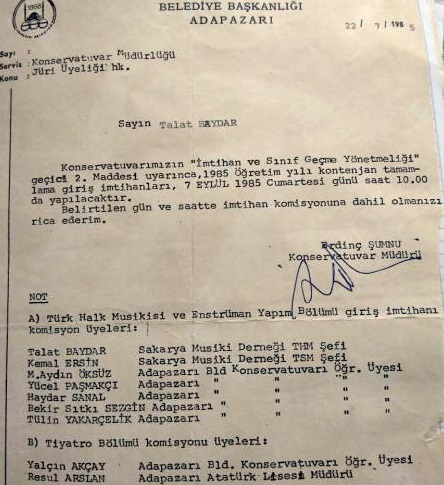 BELEDİYE BAŞKANLIĞI
ADAPAZARI
1868
22/ 7 /1985
Sayı :
Servis : Konservatuvar Müdürlüğü
Konu : Jüri Üyeliği hk.
Sayın Talat BAYDAR
Konservatuvarımızın "İmtihan ve Sınıf Geçme Yönetmeliği"
geçici 2. Maddesi uyarınca,1985 öğretim yılı kontenjan tamam-
lama giriş imtihanları, 7 EYLÜL 1985 Cumartesi günü saat 10.00
da yapılacaktır.
Belirtilen gün ve saatte imtihan komisyonuna dahil olmanızı
rica ederim.
Erdinç ŞUMNU
Konservatuvar Müdürü
NOT
A) Türk Halk Musikisi ve Enstrüman Yapım Bölümü giriş imtihanı
komisyon üyeleri:
Talat BAYDAR Sakarya Musiki Derneği THM Şefi
Kemal ERSİN Sakarya Musiki Derneği TSM Şefi
M.Aydın ÖKSÜZ Adapazarı Bld Konservatuvarı Öğr. Üyesi
Yücel PAŞMAKÇI Adapazarı " " " "
Haydar SANAL Adapazarı " " " "
Bekir Sıtkı SEZGİN Adapazarı " " " "
Tülin YAKARÇELİK Adapazarı " " " "
B) Tiyatro Bölümü komisyonu üyeleri:
Yalçın AKÇAY Adapazarı Bld. Konservatuvarı Öğr. Üyesi
Resul ARSLAN Adapazarı Atatürk Lisesi Müdürü